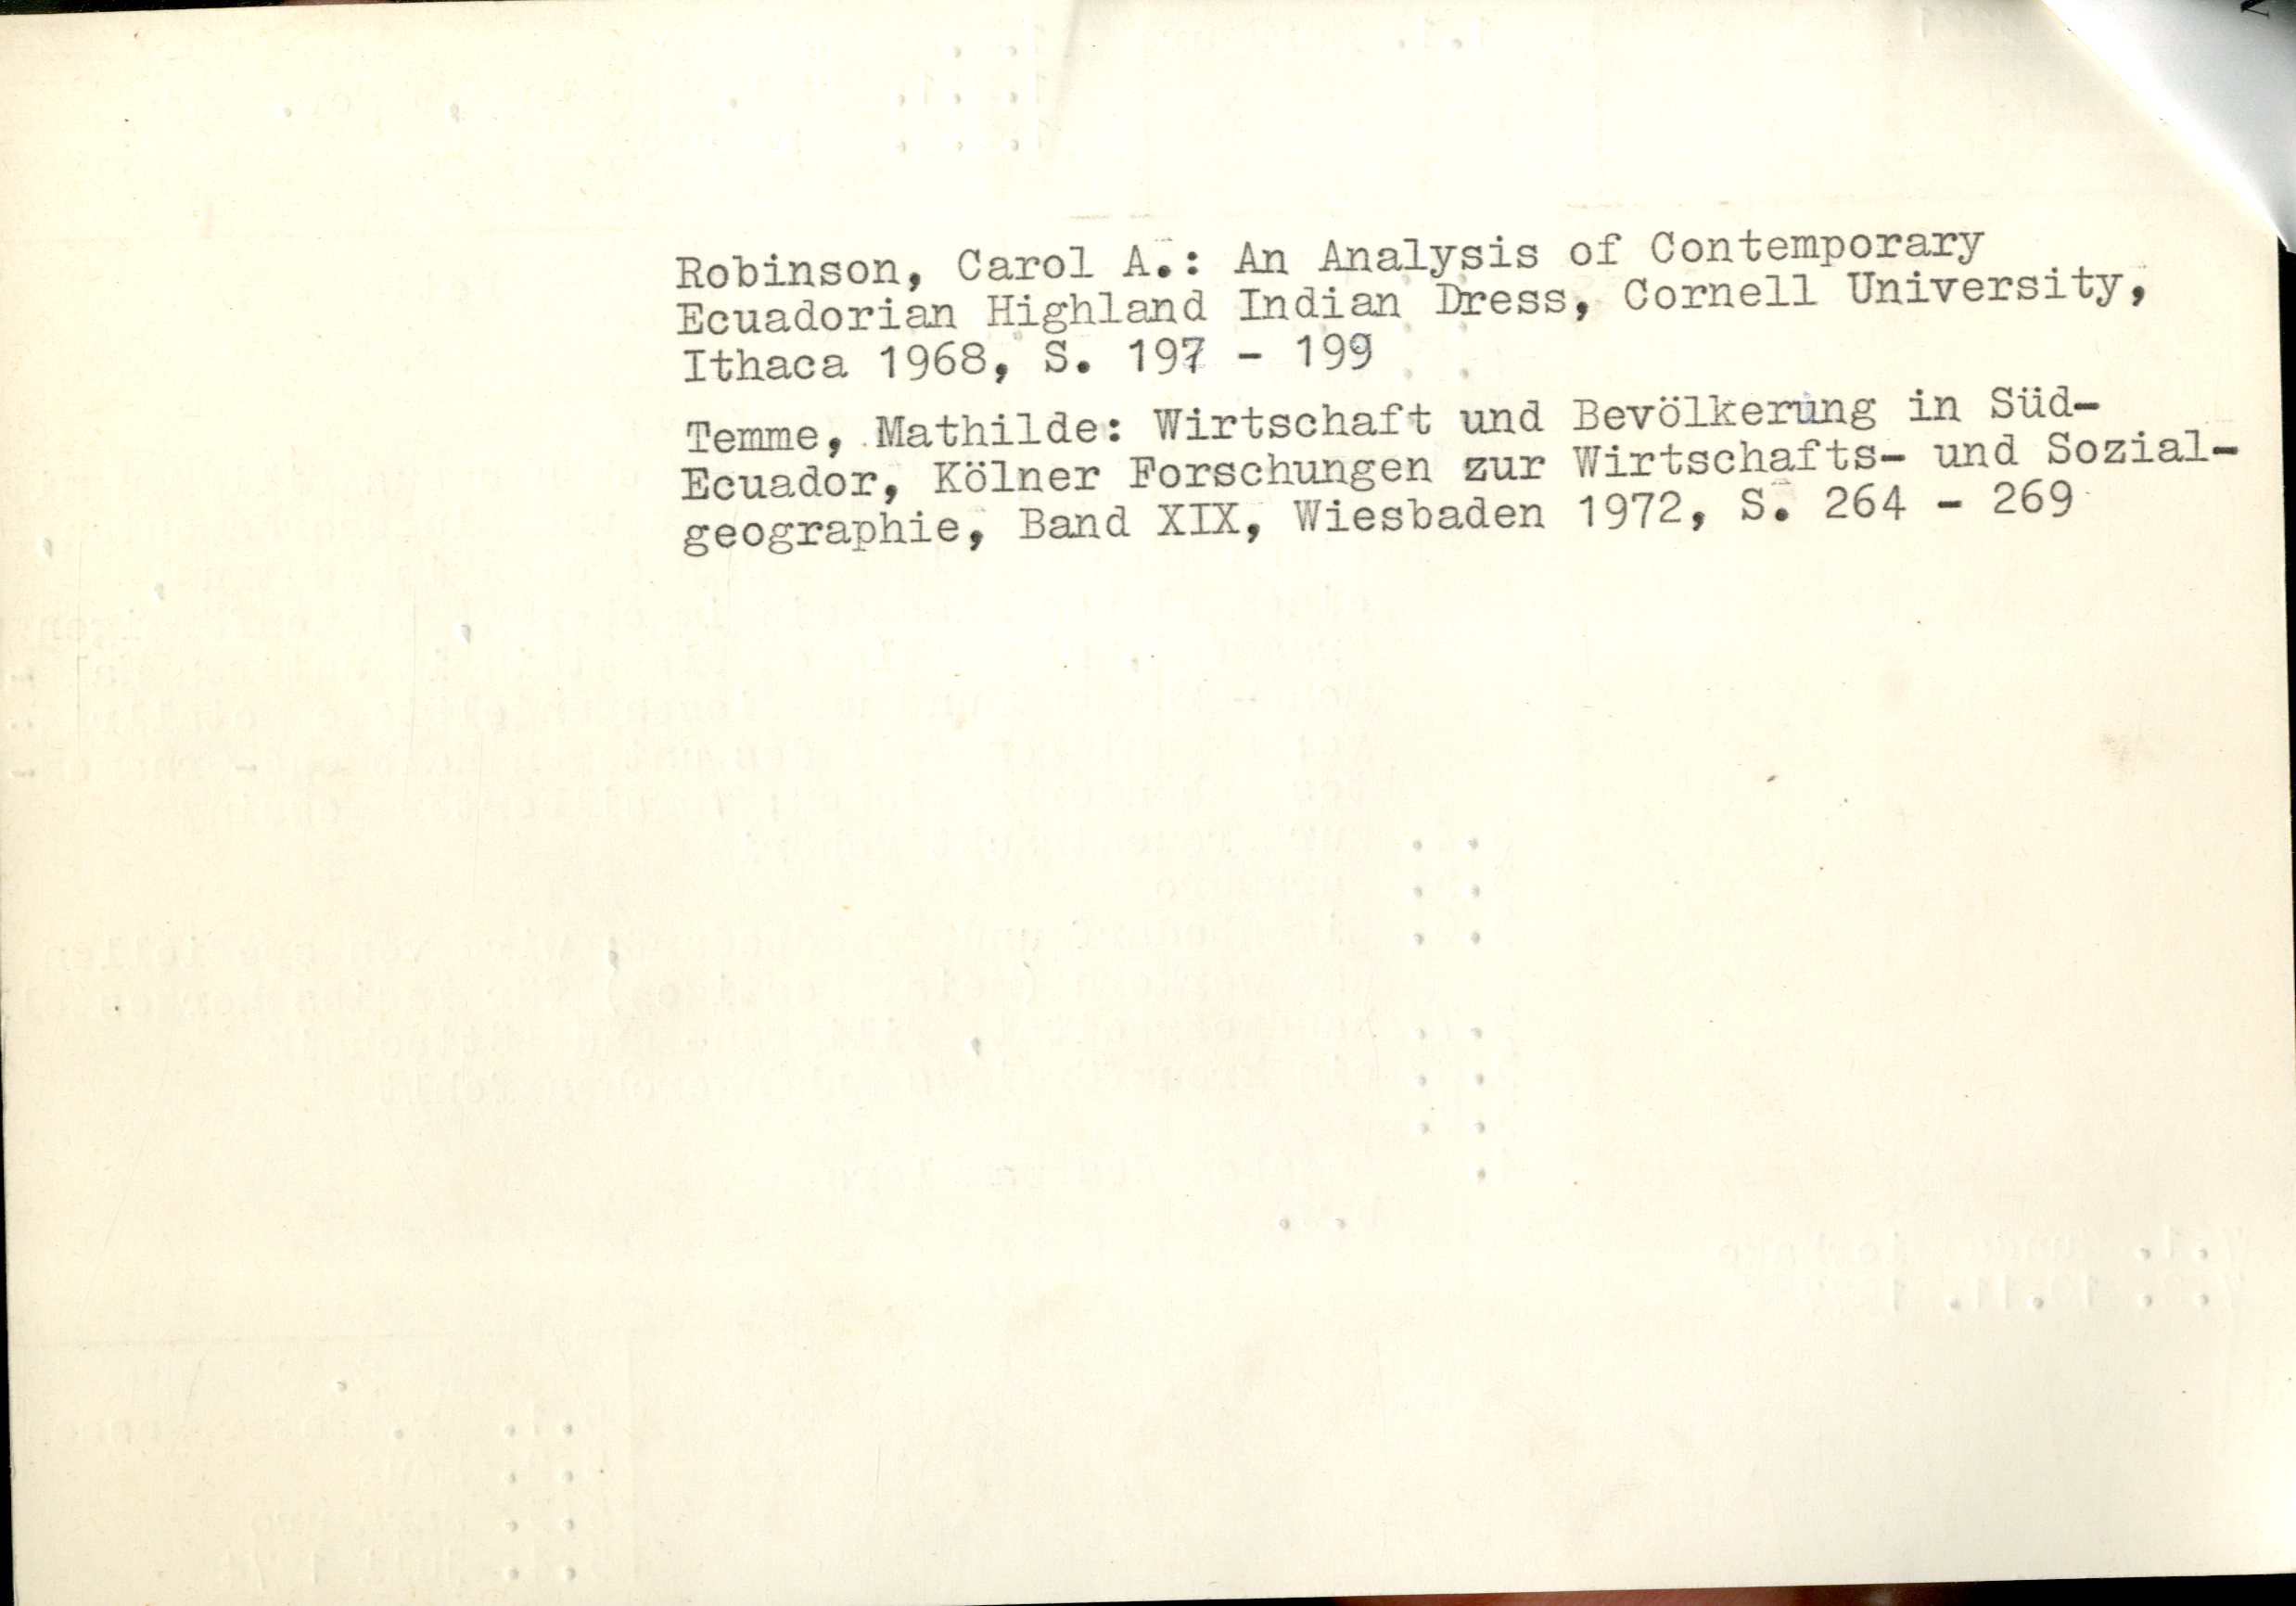 Robinson, Carol A.: An Analysis of Contemporary
Ecuadorian Highland Indian Dress, Cornell University,
Ithaca 1968, S. 197 - 199
Temme, Mathilde: Wirtschaft und Bevölkerung in Süd-
Ecuador, Kölner Forschungen zur Wirtschafts- und Sozial-
geographie, Band XIX, Wiesbaden 1972, S. 264 - 269